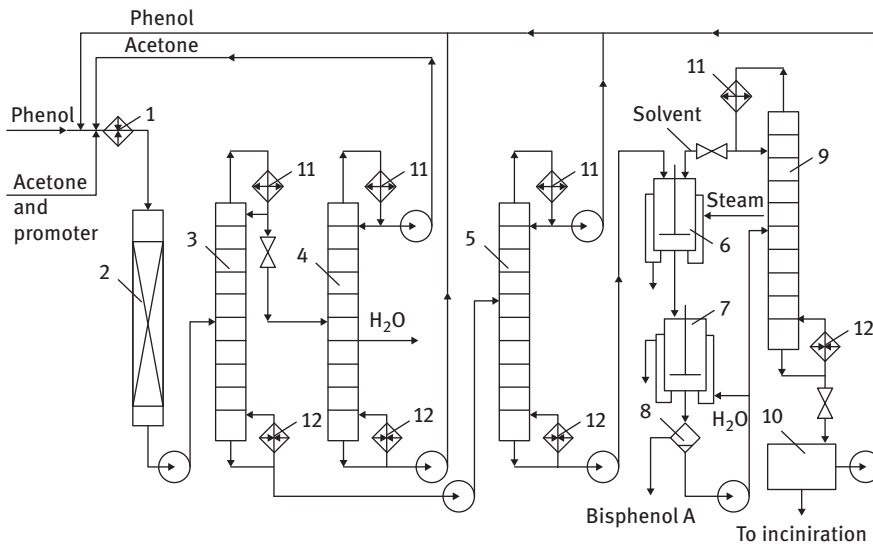 Phenol
Acetone
11
Solvent
Phenol
1
Acetone
and
promoter
11
11
11
9
Steam
2
3
4
5
6
7
H₂O
12
12
12
12
8
H₂O
10
Bisphenol A
To inciniration